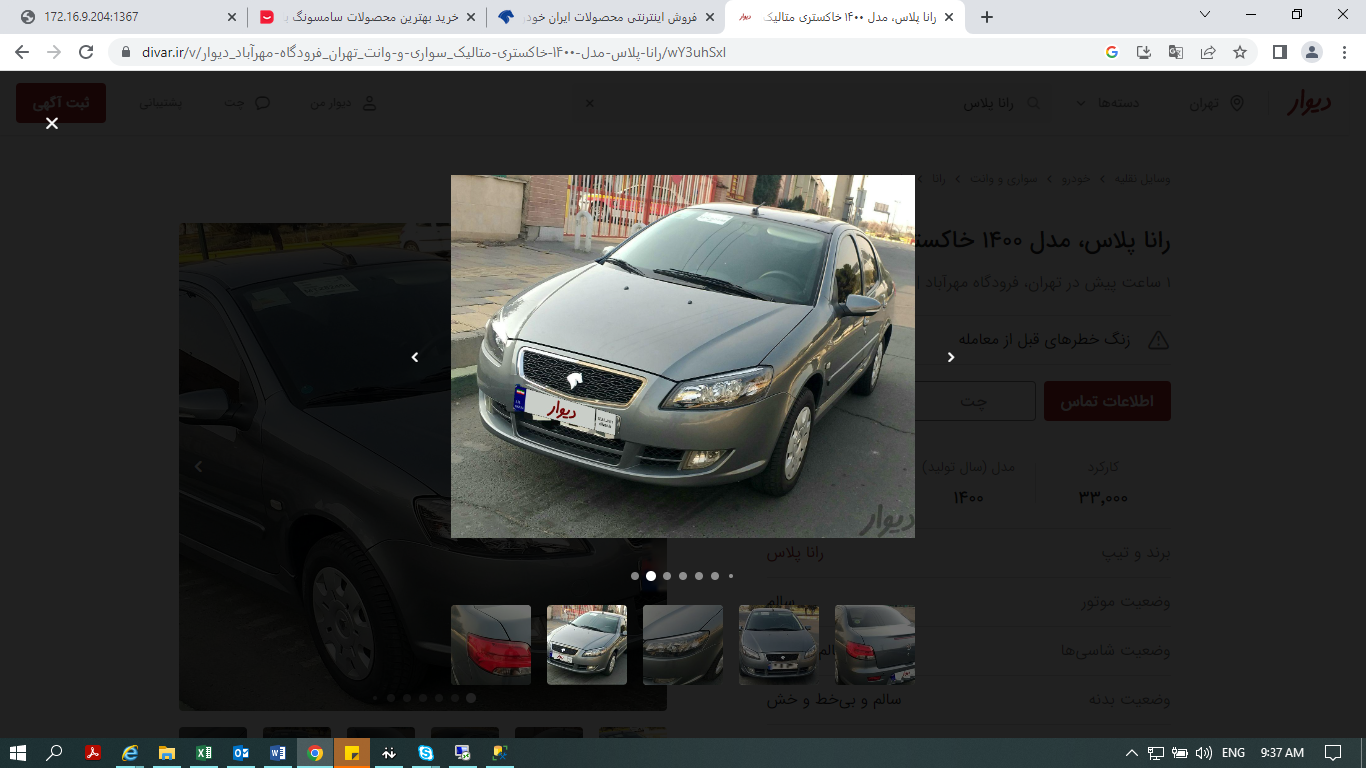 172.16.9.204:1367
خرید بهترین محصولات سامسونگ ب
فروش اینترنتی محصولات ایران خودر
رانا پلاس، مدل ۱۴۰۰ خاکستری متالیک
divar.ir/v/رانا-پلاس-مدل-۱۴۰۰-خاکستری-متالیک_سواری-و-وانت_تهران_فرودگاه-مهرآباد_دیوار/wY3uhSxI
دیوار
تهران
دسته‌ها
رانا پلاس
دیوار من
چت
پشتیبانی
ثبت آگهی
وسایل نقلیه › خودرو › سواری و وانت › رانا ›
رانا پلاس، مدل ۱۴۰۰ خاکستر
۱ ساعت پیش در تهران، فرودگاه مهرآباد |
زنگ خطرهای قبل از معامله
اطلاعات تماس
چت
کارکرد
مدل (سال تولید)
۳۳,۰۰۰
۱۴۰۰
برند و تیپ
رانا پلاس
وضعیت موتور
سالم
وضعیت شاسی‌ها
الم
وضعیت بدنه
سالم و بی‌خط و خش
دیوار
دیوار
ENG
9:37 AM